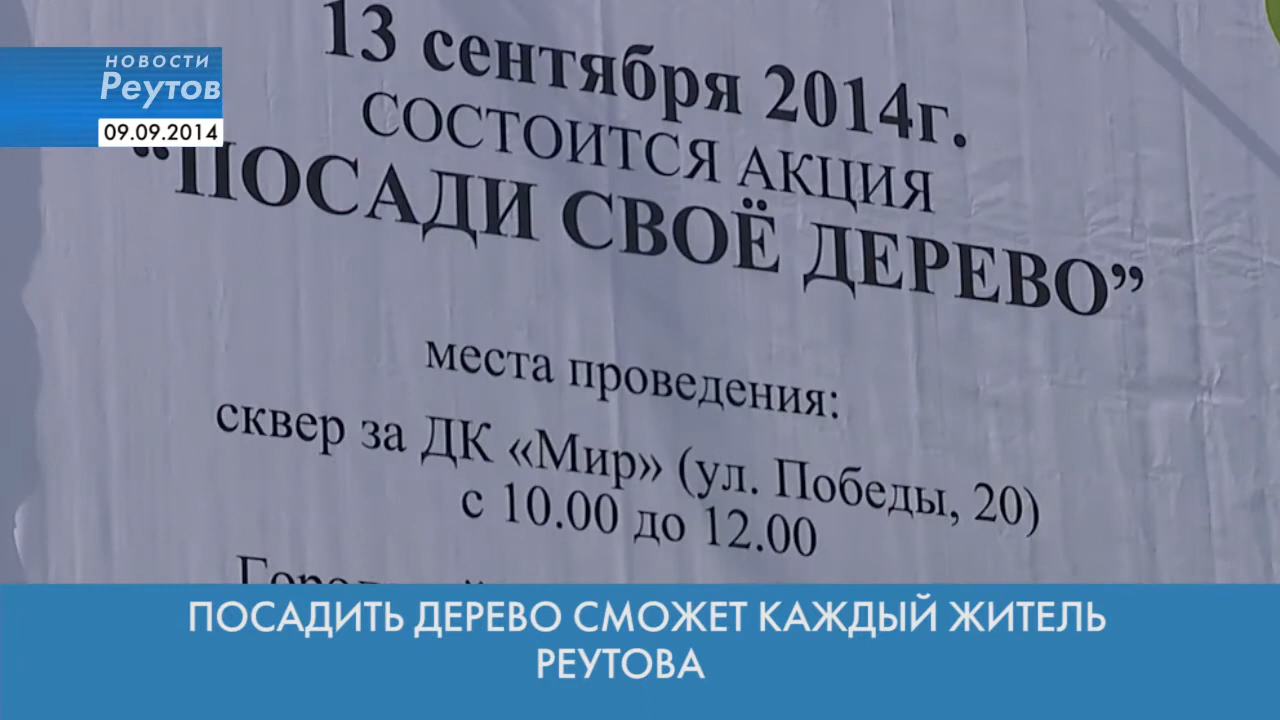 НОВОСТИ
Реутов
09.09.2014
13 сентября 2014г.
СОСТОИТСЯ АКЦИЯ
“ПОСАДИ СВОЁ ДЕРЕВО”
места проведения:
сквер за ДК «Мир» (ул. Победы, 20)
с 10.00 до 12.00
ПОСАДИТЬ ДЕРЕВО СМОЖЕТ КАЖДЫЙ ЖИТЕЛЬ
РЕУТОВА